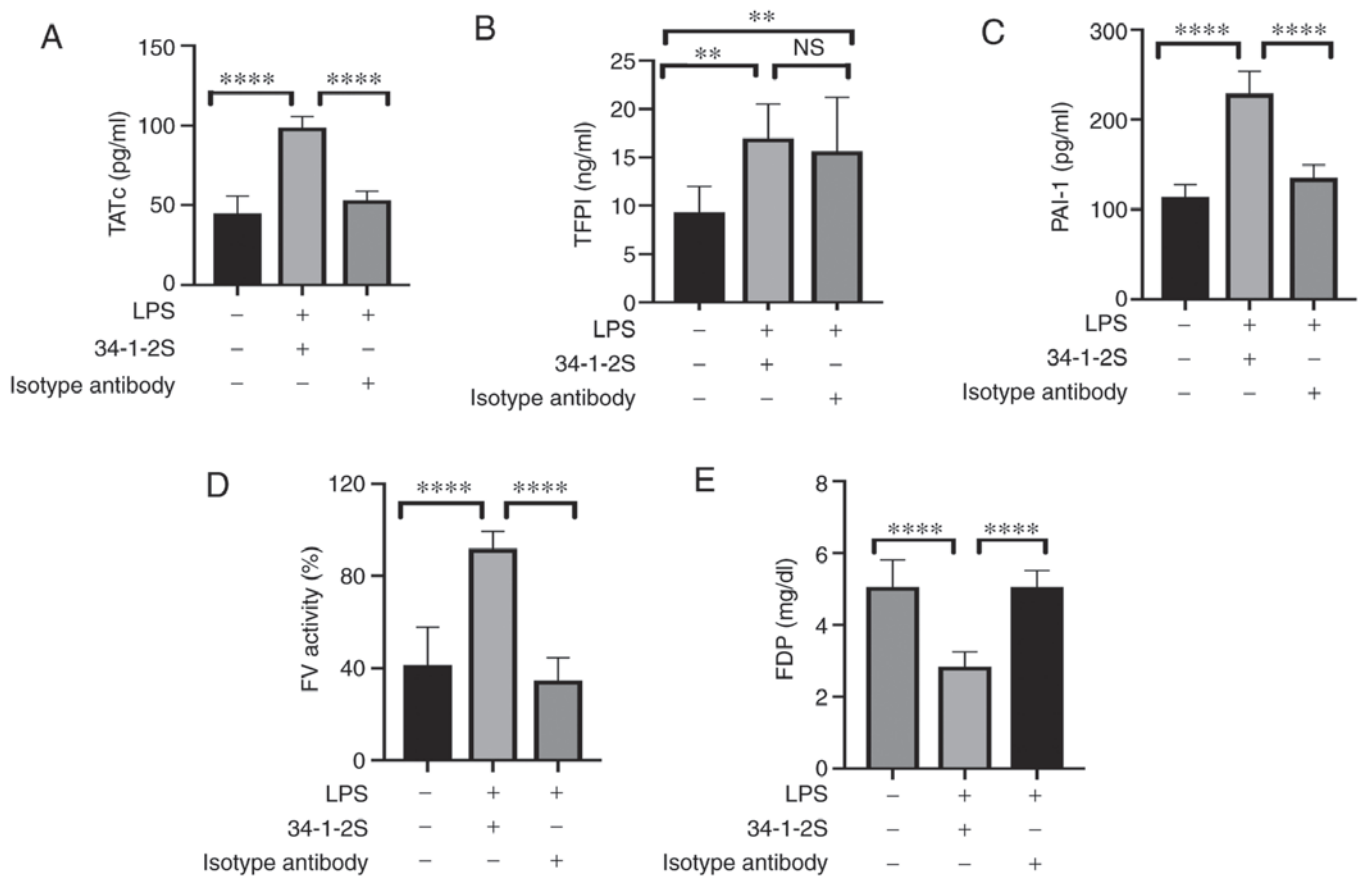 A
150
100
50
0
TATc (pg/ml)
**** ****
LPS – + +
34-1-2S – + –
Isotype antibody – – +
B
25
20
15
10
5
0
TFPI (ng/ml)
**
** NS
LPS – + +
34-1-2S – + –
Isotype antibody – – +
C
300
200
100
0
PAI-1 (pg/ml)
**** ****
LPS – + +
34-1-2S – + –
Isotype antibody – – +
D
120
80
40
0
FV activity (%)
**** ****
LPS – + +
34-1-2S – + –
Isotype antibody – – +
E
8
6
4
2
0
FDP (mg/dl)
**** ****
LPS – + +
34-1-2S – + –
Isotype antibody – – +